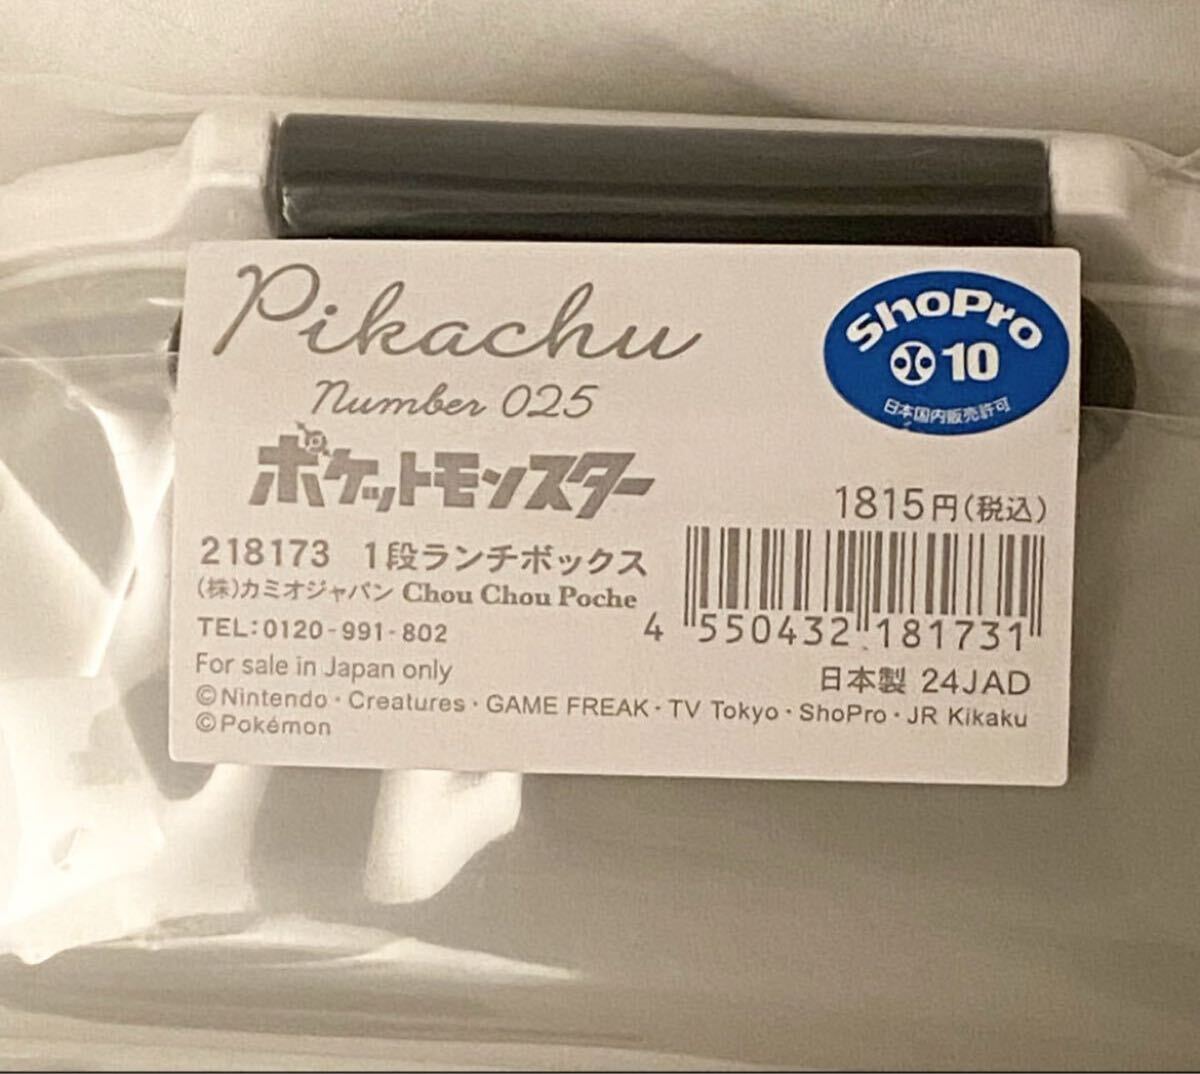 Pikachu
number 025
ポケットモンスター
ShoPro
10
日本国内販売許可
1815円(税込)
218173 1段ランチボックス
(株)カミオジャパン Chou Chou Poche
TEL:0120-991-802
4 550432 181731
For sale in Japan only
日本製 24JAD
©Nintendo・Creatures・GAME FREAK・TV Tokyo・ShoPro・JR Kikaku
©Pokémon